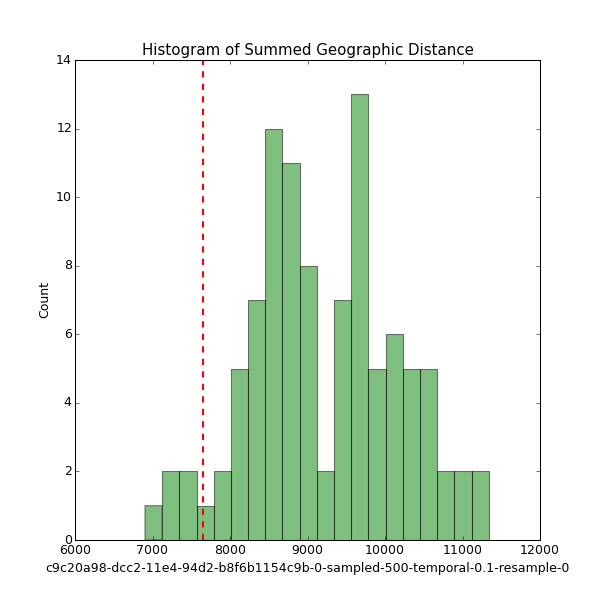 Histogram of Summed Geographic Distance
14
12
10
8
6
4
2
0
Count
6000 7000 8000 9000 10000 11000 12000
c9c20a98-dcc2-11e4-94d2-b8f6b1154c9b-0-sampled-500-temporal-0.1-resample-0